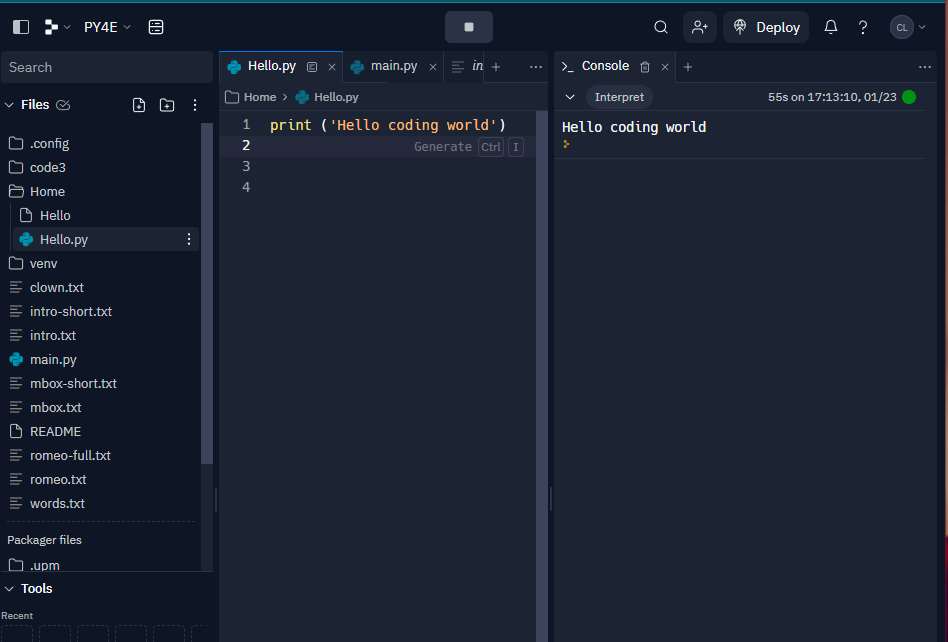 PY4E
Deploy
CL
Search
Files
.config
code3
Home
Hello
Hello.py
venv
clown.txt
intro-short.txt
intro.txt
main.py
mbox-short.txt
mbox.txt
README
romeo-full.txt
romeo.txt
words.txt
Packager files
.upm
Tools
Recent
Hello.py
main.py
in
Home > Hello.py
1 print ('Hello coding world')
2 Generate Ctrl I
3
4
Console
Interpret
55s on 17:13:10, 01/23
Hello coding world